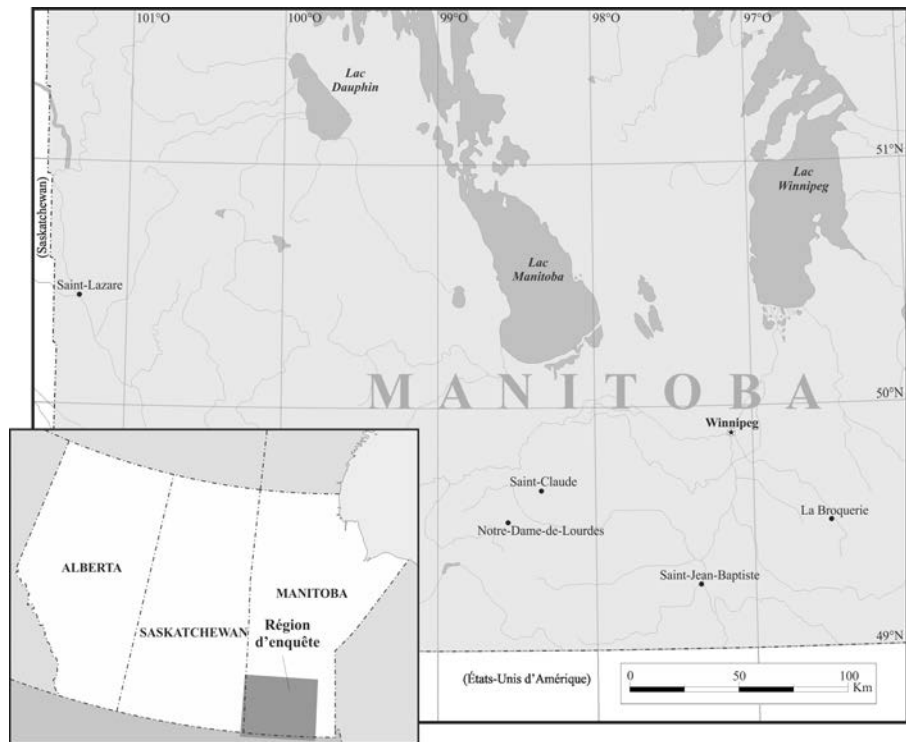 101°O
100°O
99°O
98°O
97°O
Lac
Dauphin
51°N
Lac
Winnipeg
(Saskatchewan)
Lac
Manitoba
Saint-Lazare
MANITOBA
50°N
Winnipeg
Saint-Claude
La Broquerie
Notre-Dame-de-Lourdes
Saint-Jean-Baptiste
49°N
(États-Unis d'Amérique)
0
50
100
Km
ALBERTA
SASKATCHEWAN
MANITOBA
Région
d'enquête